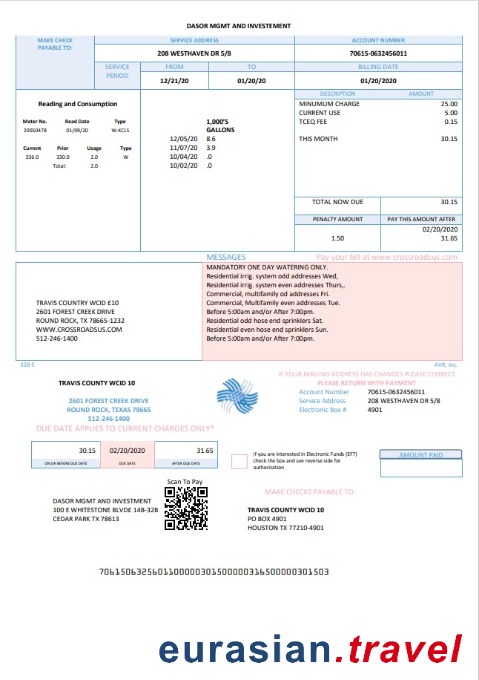 DASOR MGMT AND INVESTEMENT
MAKE CHECK PAYABLE TO:
SERVICE ADDRESS
ACCOUNT NUMBER
208 WESTHAVEN DR 5/8
70615-0632456011
SERVICE PERIOD
FROM
TO
BILLING DATE
12/21/20
01/20/20
01/20/2020
DESCRIPTION
AMOUNT
Reading and Consumption
MINIMUM CHARGE 25.00
CURRENT USE 5.00
TCEQ FEE 0.15
THIS MONTH 30.15
Motor No. Read Date Type
20050478 01/09/20 W-KCLS
Current Prior Usage Type
336.0 330.0 2.0 W
Total: 2.0
1,000'S
GALLONS
12/05/20 8.6
11/07/20 3.9
10/04/20 .0
10/02/20 .0
TOTAL NOW DUE 30.15
PENALTY AMOUNT
PAY THIS AMOUNT AFTER
02/20/2020
1.50
31.65
MESSAGES
Pay your bill at www.crossroadsus.com
MANDATORY ONE DAY WATERING ONLY.
Residential irrig. system odd addresses Wed,
Residential irrig. system even addresses Thurs,.
Commercial, multifamily od addresses Fri.
Commercial, Multifamily even addresses Tue.
Before 5:00am and/or After 7:00pm.
Residential odd hose end sprinklers Sat.
Residential even hose end sprinklers Sun.
Before 5:00am and/or After 7:00pm.
TRAVIS COUNTRY WCID £10
2601 FOREST CREEK DRIVE
ROUND ROCK, TX 78665-1232
WWW.CROSSROADSUS.COM
512-246-1400
AVR, Inc.
IF YOUR MAILING ADDRESS HAS CHANGES PLEASE CORRECT
PLEASE RETURN WITH PAYMENT
TRAVIS COUNTY WCID 10
2601 FOREST CREEK DRIVE
ROUND ROCK, TEXAS 78665
512-246-1400
Account Number 70615-0632456011
Service Address 208 WESTHAVEN DR 5/8
Electronic Box # 4901
DUE DATE APPLIES TO CURRENT CHARGES ONLY*
30.15
02/20/2020
31.65
ON OR BEFORE DUE DATE
DUE DATE
AFTER DUE DATE
If you are interested in Electronic Funds (EFT)
check the box and see reverse side for
authorization
AMOUNT PAID
Scan To Pay
DASOR MGMT AND INVESTMENT
100 E WHITESTONE BLVDE 148-328
CEDAR PARK TX 78613
MAKE CHECKS PAYABLE TO:
TRAVIS COUNTY WCID 10
PO BOX 4901
HOUSTON TX 77210-4901
eurasian.travel